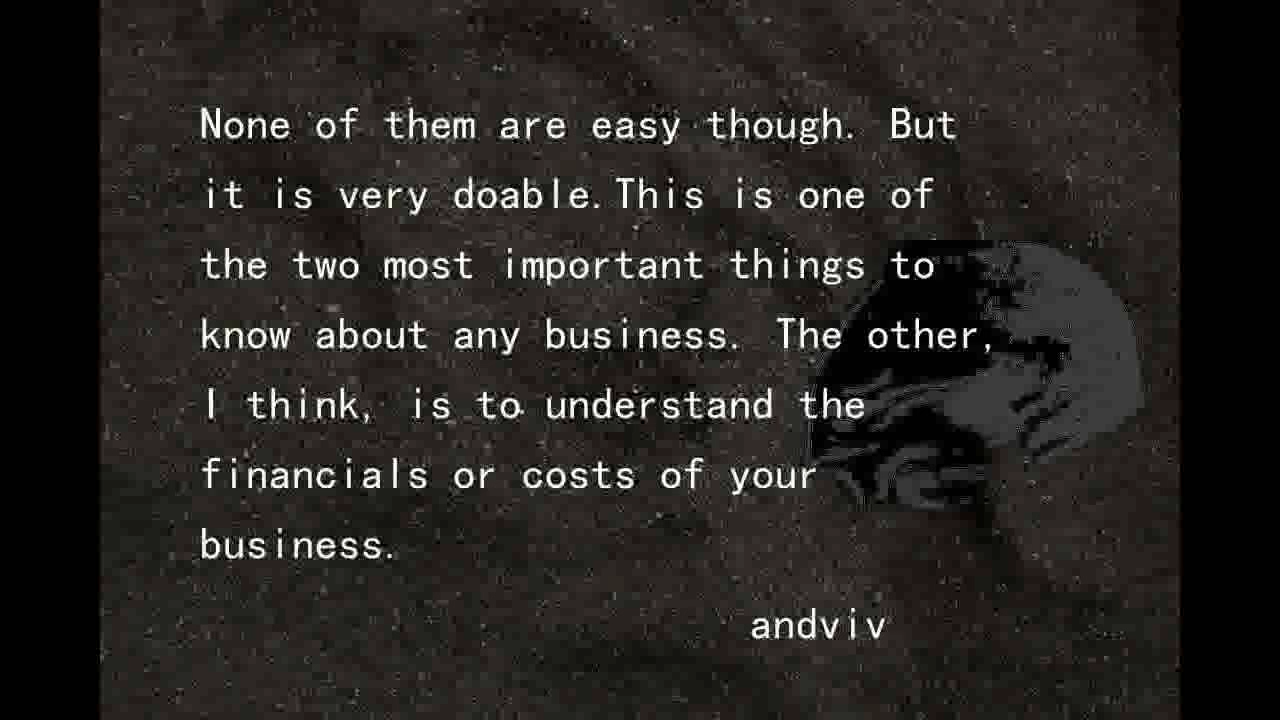 None of them are easy though. But
it is very doable. This is one of
the two most important things to
know about any business. The other,
I think, is to understand the
financials or costs of your
business.
andviv